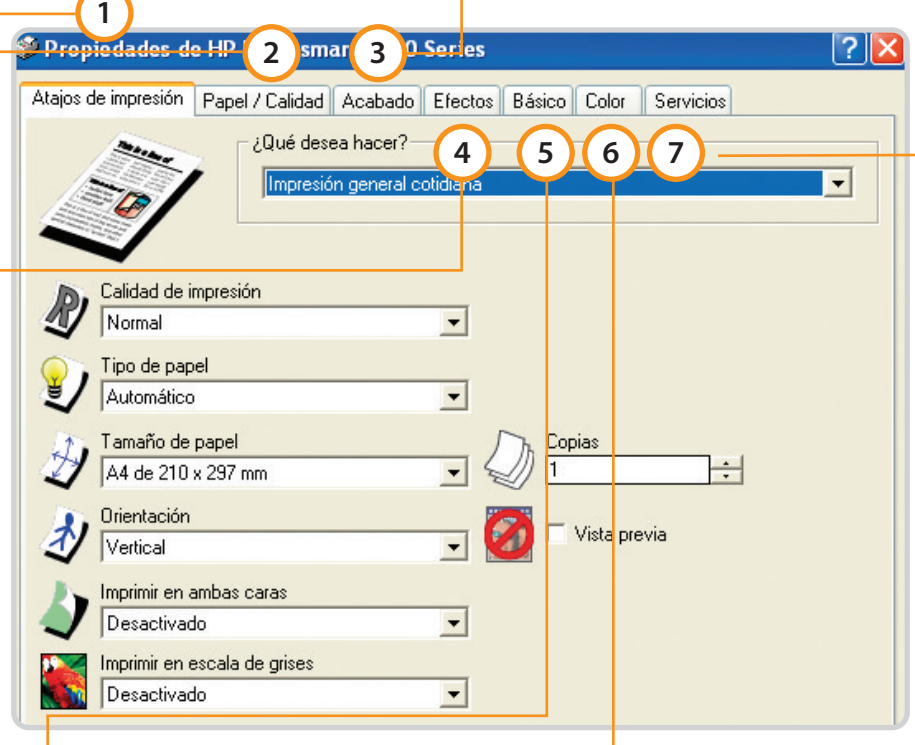 1
Propiedades de HP
2
smar
3
0 Series
?
Atajos de impresión
Papel / Calidad
Acabado
Efectos
Básico
Color
Servicios
¿Qué desea hacer?
4
5
6
7
Impresión general cotidiana
Calidad de impresión
Normal
Tipo de papel
Automático
Tamaño de papel
A4 de 210 x 297 mm
Copias
1
Orientación
Vertical
Vista previa
Imprimir en ambas caras
Desactivado
Imprimir en escala de grises
Desactivado